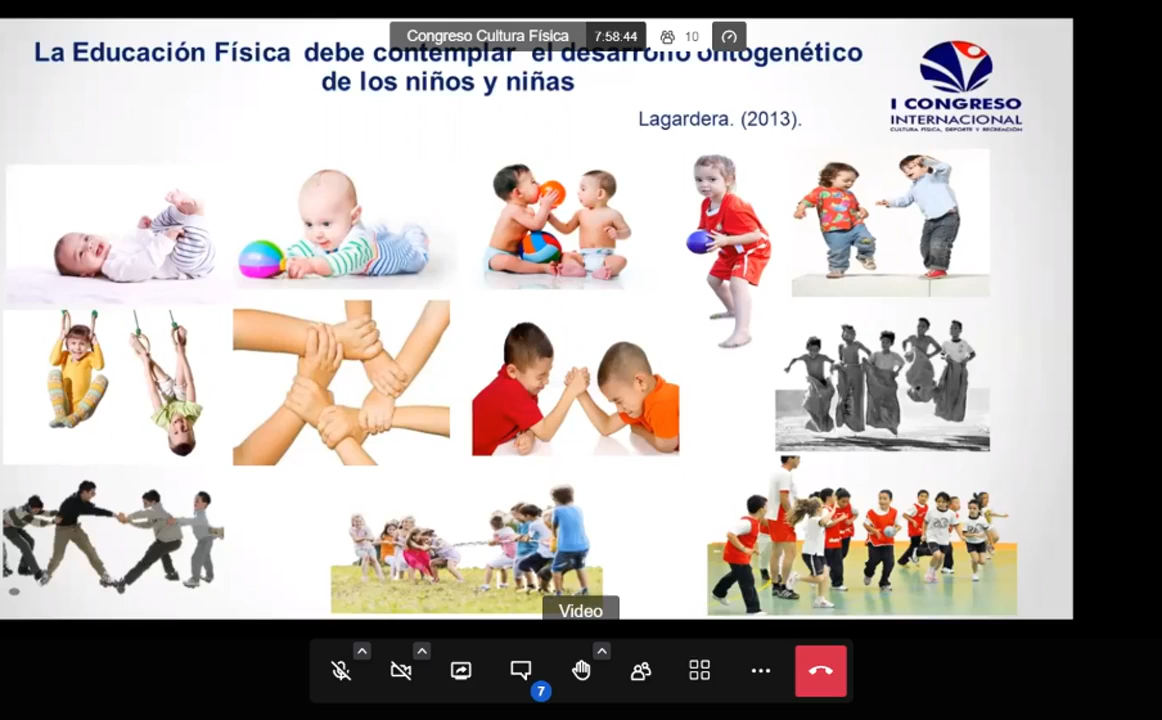 Congreso Cultura Física 7:58:44 10
La Educación Física debe contemplar el desarrollo ontogenético
de los niños y niñas
Lagardera. (2013).
I CONGRESO
INTERNACIONAL
CULTURA FÍSICA, DEPORTE Y RECREACIÓN
Video
7